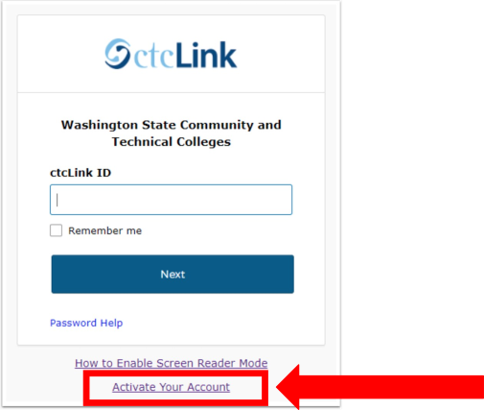 ctcLink
Washington State Community and
Technical Colleges
ctcLink ID
Remember me
Next
Password Help
How to Enable Screen Reader Mode
Activate Your Account